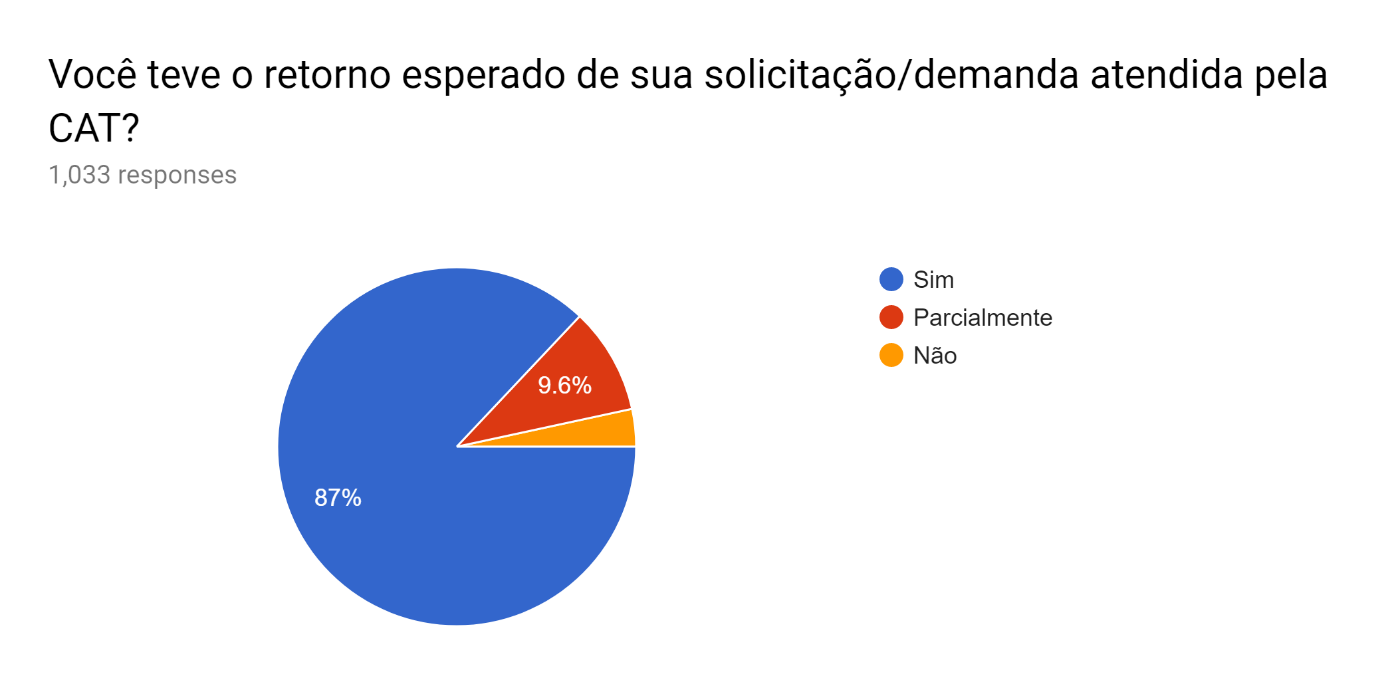 Você teve o retorno esperado de sua solicitação/demanda atendida pela
CAT?
1,033 responses
Sim
Parcialmente
Não
9.6%
87%